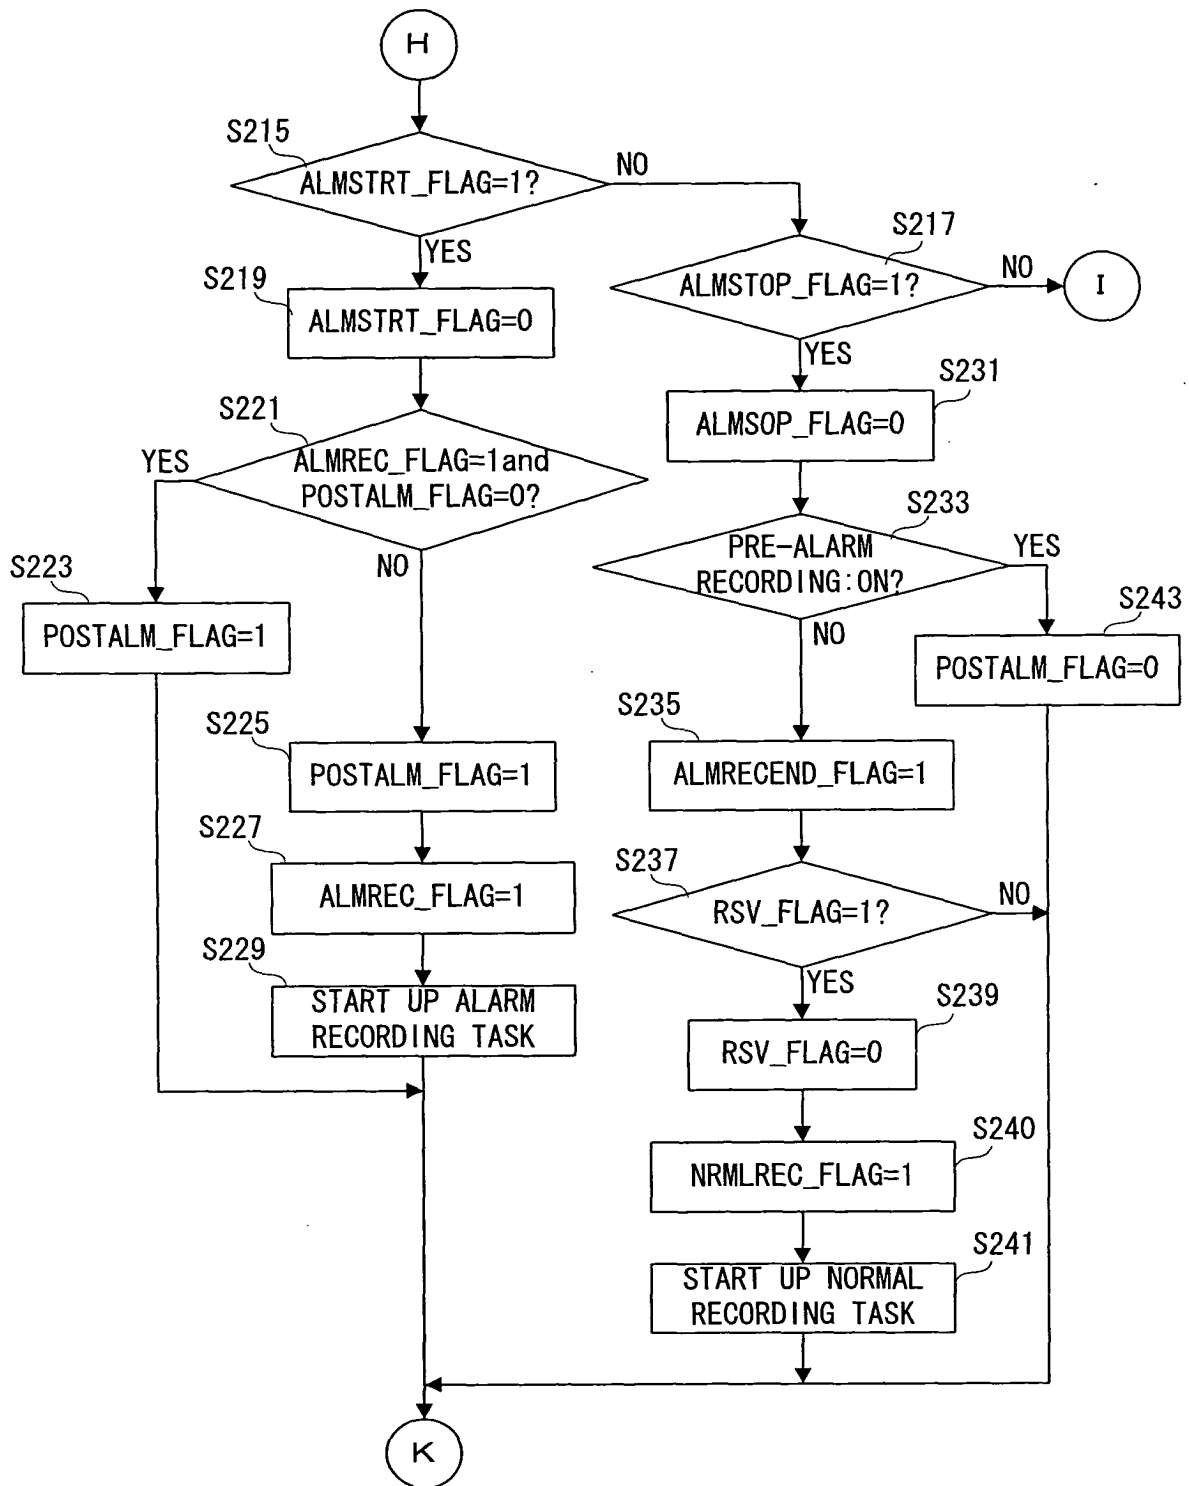 H
S215
ALMSTRT_FLAG=1?
NO
YES
S217
ALMSTOP_FLAG=1?
NO
I
YES
S219
ALMSTRT_FLAG=0
S231
ALMSOP_FLAG=0
S221
ALMREC_FLAG=1and
POSTALM_FLAG=0?
YES
NO
S233
PRE-ALARM
RECORDING:ON?
YES
NO
S223
POSTALM_FLAG=1
S243
POSTALM_FLAG=0
S225
POSTALM_FLAG=1
S235
ALMRECEND_FLAG=1
S227
ALMREC_FLAG=1
S237
RSV_FLAG=1?
NO
YES
S229
START UP ALARM
RECORDING TASK
S239
RSV_FLAG=0
S240
NRMLREC_FLAG=1
S241
START UP NORMAL
RECORDING TASK
K